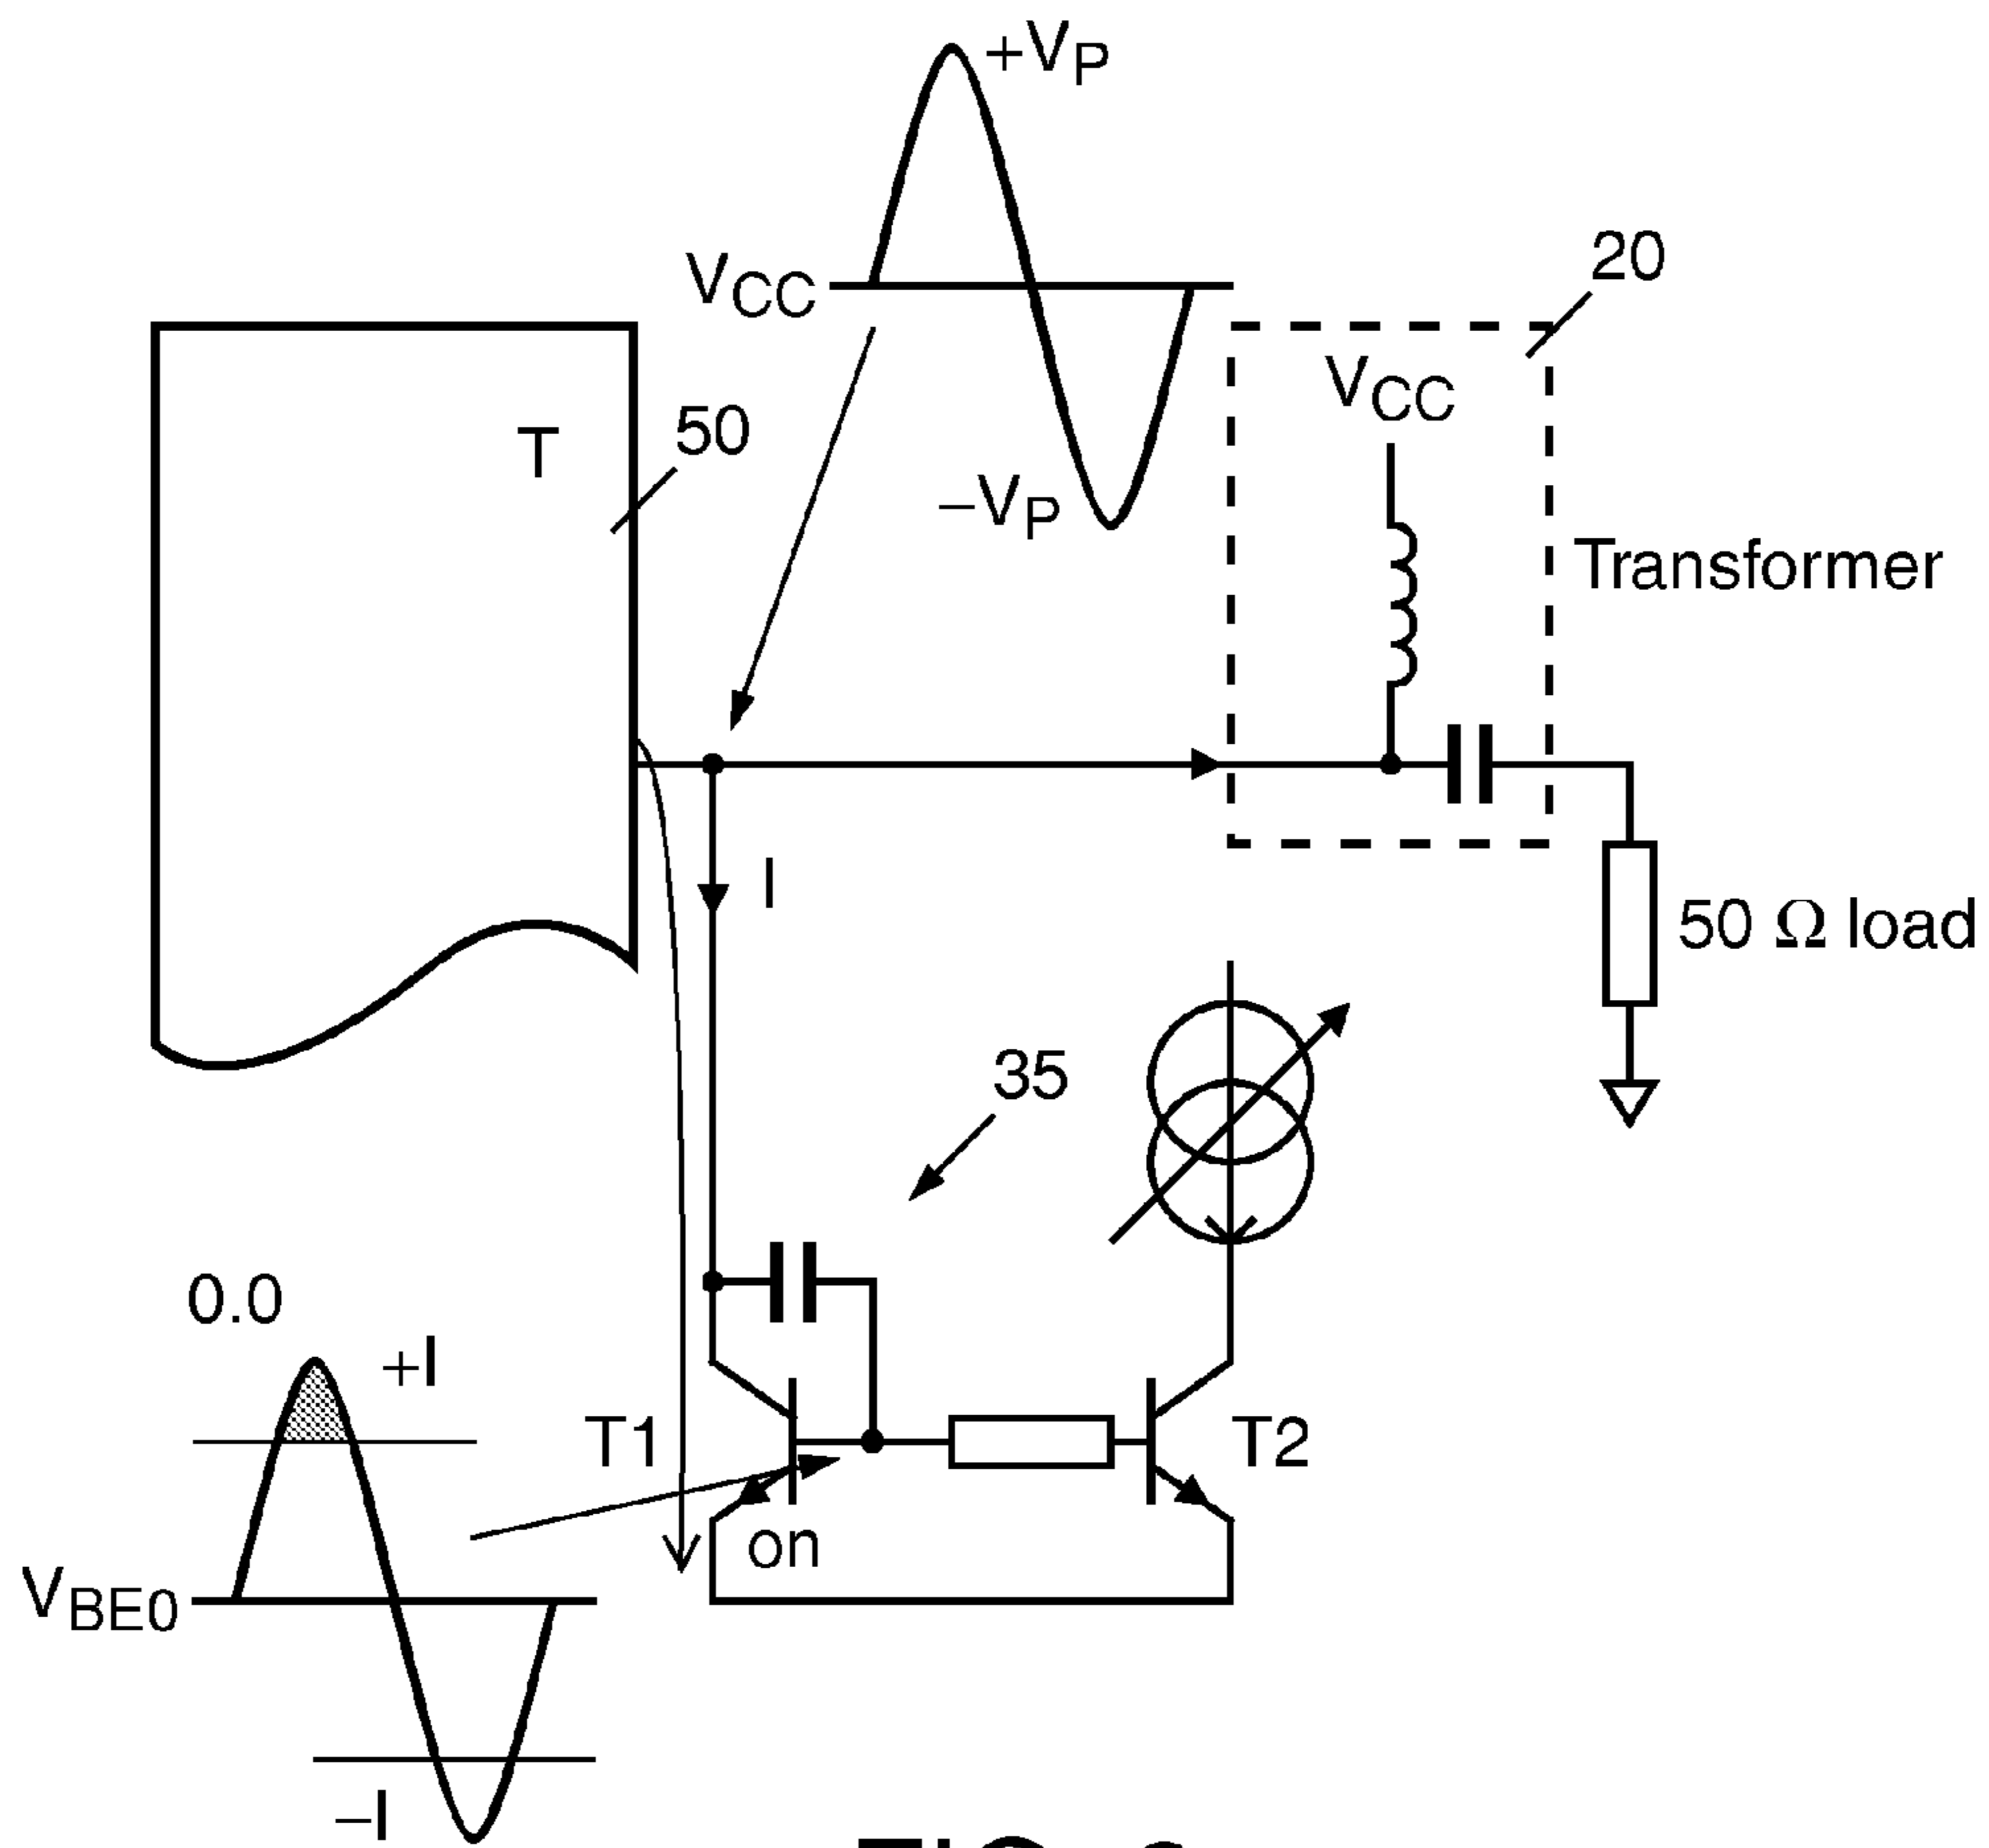 +VP
VCC
20
VCC
T
50
–VP
Transformer
I
50 Ω load
35
0.0
+I
T1
T2
on
VBE0
–I